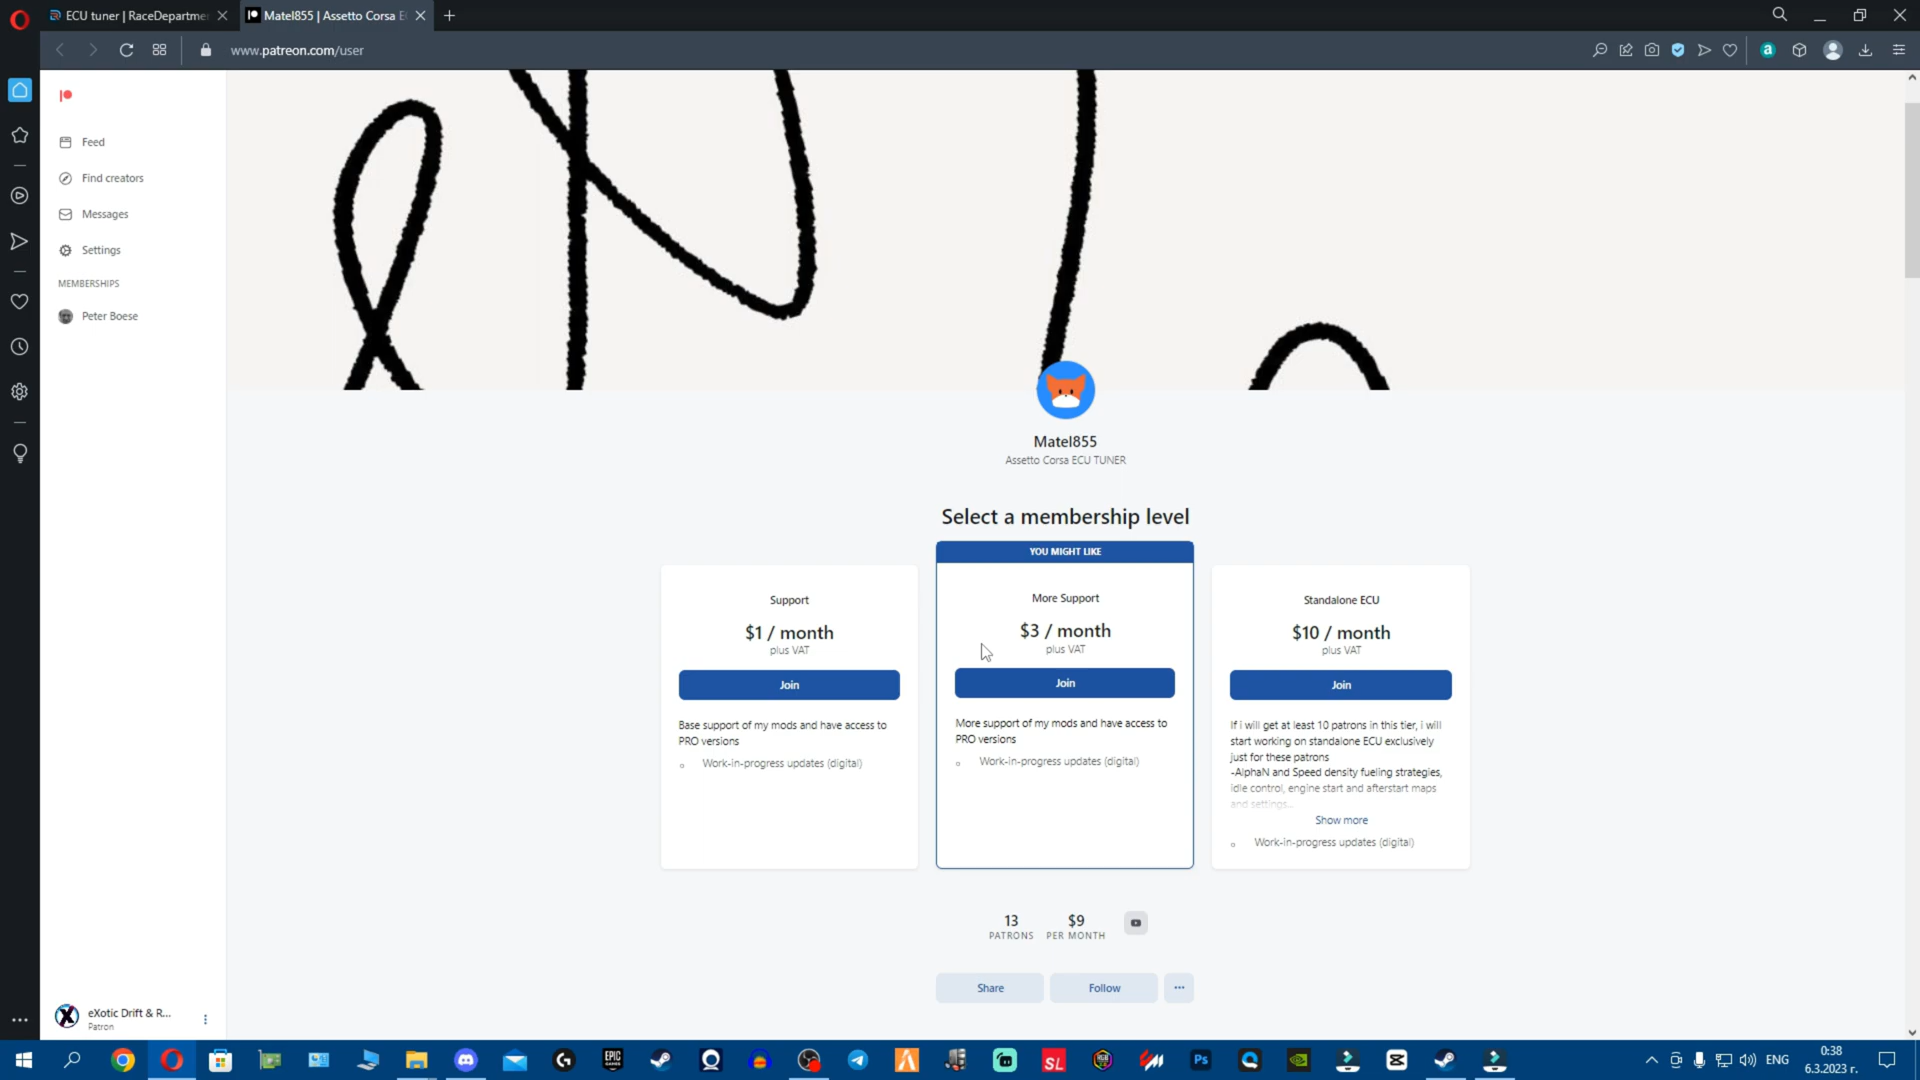 ECU tuner | RaceDepartme
Matel855 | Assetto Corsa E
www.patreon.com/user
Feed
Find creators
Messages
Settings
MEMBERSHIPS
Peter Boese
Matel855
Assetto Corsa ECU TUNER
Select a membership level
YOU MIGHT LIKE
Support
$1 / month
plus VAT
Join
Base support of my mods and have access to
PRO versions
Work-in-progress updates (digital)
More Support
$3 / month
plus VAT
Join
More support of my mods and have access to
PRO versions
Work-in-progress updates (digital)
Standalone ECU
$10 / month
plus VAT
Join
If i will get at least 10 patrons in this tier, i will
start working on standalone ECU exclusively
just for these patrons
-AlphaN and Speed density fueling strategies,
idle control, engine start and afterstart maps
and settings...
Show more
Work-in-progress updates (digital)
13
PATRONS
$9
PER MONTH
Share
Follow
eXotic Drift & R...
Patron
EPIC
GAMES
SL
Ps
ENG
0:38
6.3.2023 г.